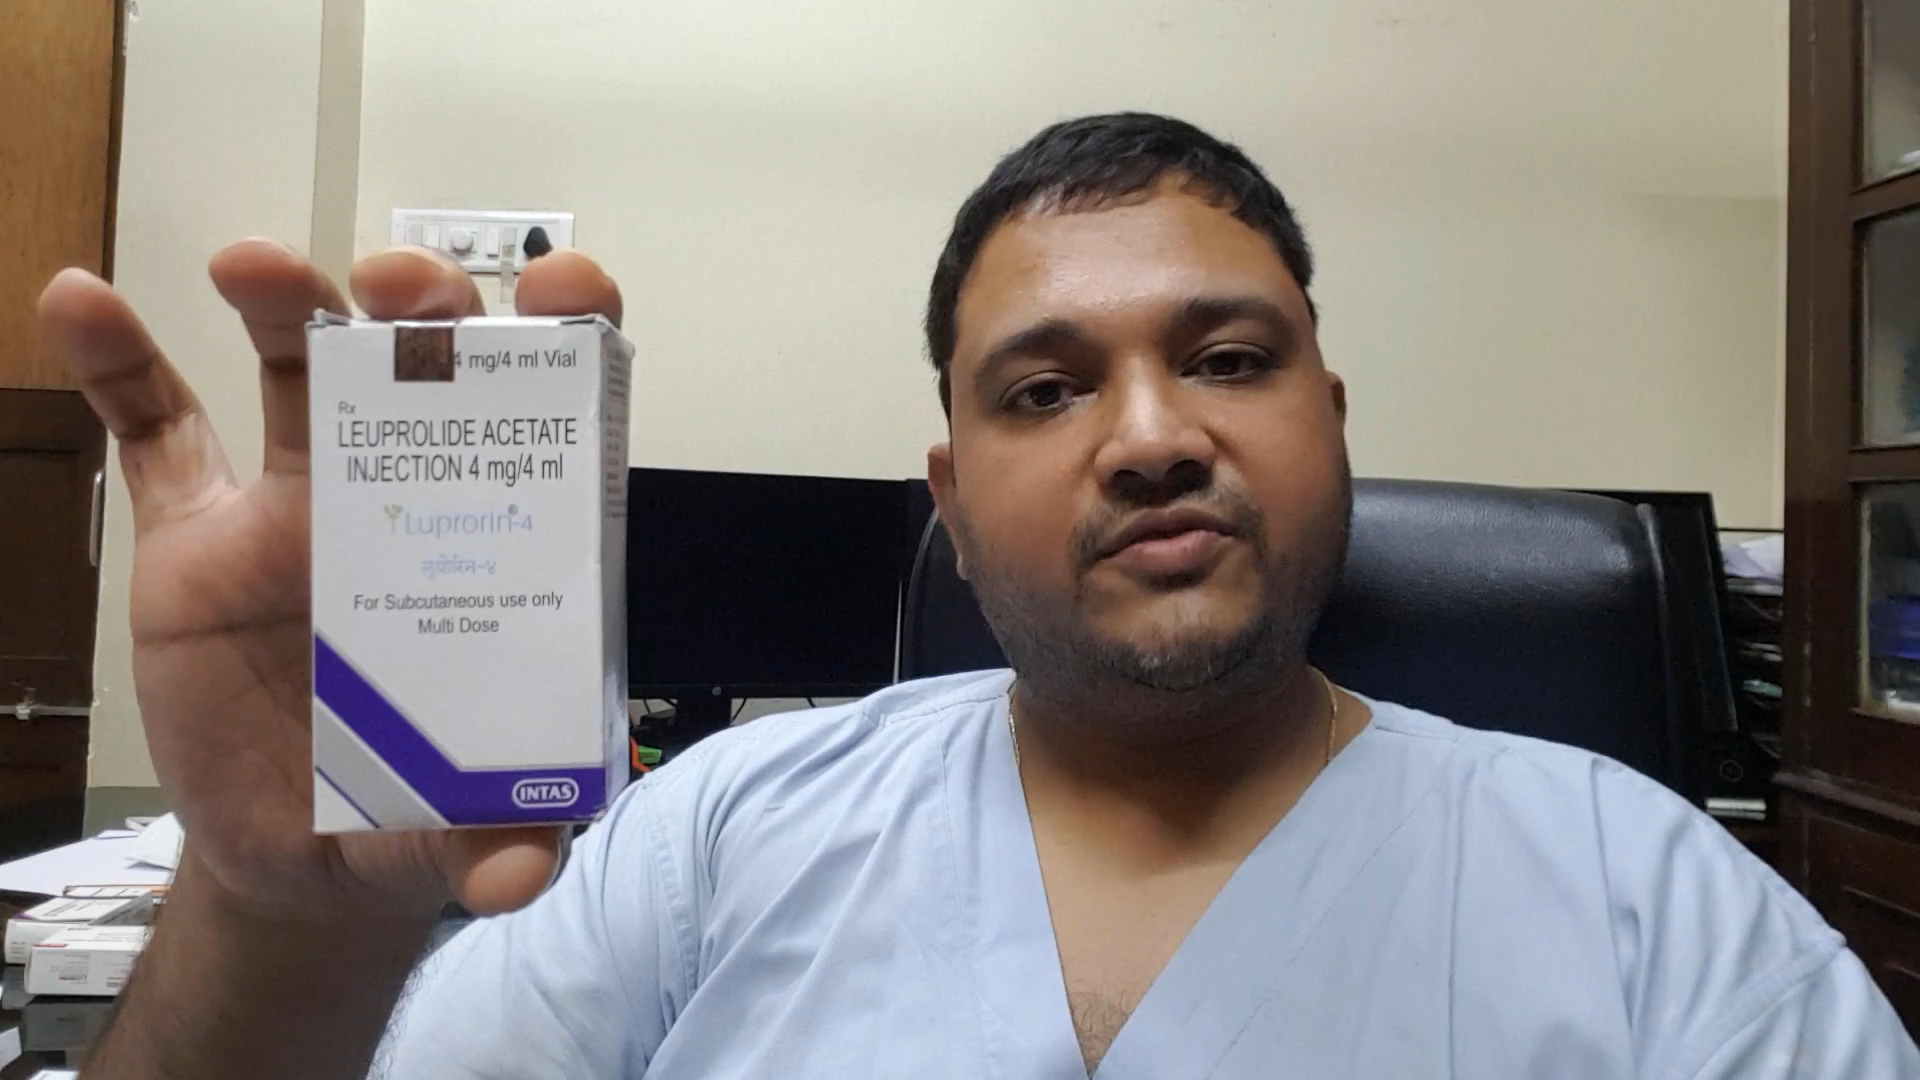 4 mg/4 ml Vial
Rx
LEUPROLIDE ACETATE
INJECTION 4 mg/4 ml
Luprorin®-4
लुप्रोरिन-४
For Subcutaneous use only
Multi Dose
INTAS